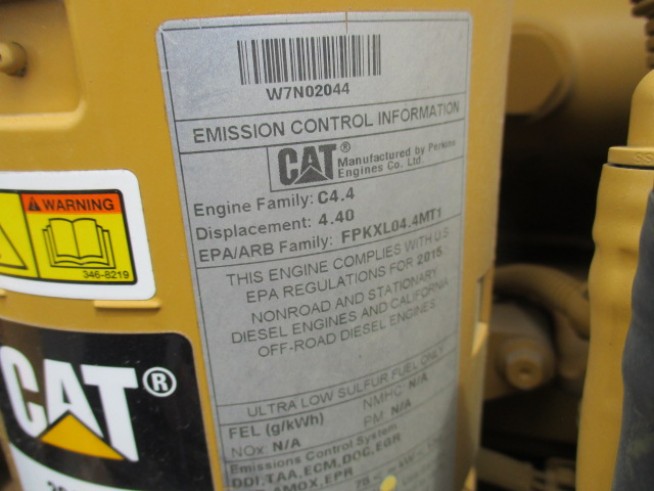 W7N02044
EMISSION CONTROL INFORMATION
CAT® Manufactured by Perkins
Engines Co. Ltd.
Engine Family: C4.4
Displacement: 4.40
EPA/ARB Family: FPKXL04.4MT1
THIS ENGINE COMPLIES WITH U.S
EPA REGULATIONS FOR 2015
NONROAD AND STATIONARY
DIESEL ENGINES AND CALIFORNIA
OFF-ROAD DIESEL ENGINES.
ULTRA LOW SULFUR FUEL ONLY
FEL (g/kWh) NMHC: N/A
NOx: N/A PM: N/A
Emissions Control System
DDI,TAA,ECM,DOC,EGR
AMOX,EPR
WARNING
346-8219
CAT®